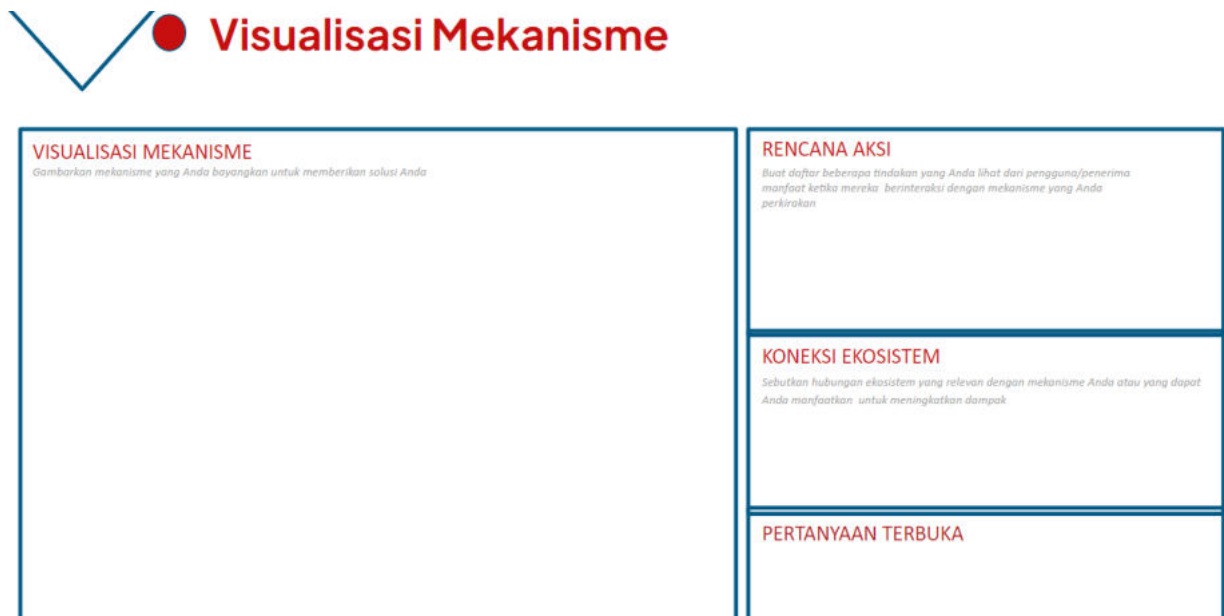 Visualisasi Mekanisme
VISUALISASI MEKANISME
Gambarkan mekanisme yang Anda bayangkan untuk memberikan solusi Anda
RENCANA AKSI
Buat daftar beberapa tindakan yang Anda lihat dari pengguna/penerima
manfaat ketika mereka berinteraksi dengan mekanisme yang Anda
perkirakan
KONEKSI EKOSISTEM
Sebutkan hubungan ekosistem yang relevan dengan mekanisme Anda atau yang dapat
Anda manfaatkan untuk meningkatkan dampak
PERTANYAAN TERBUKA